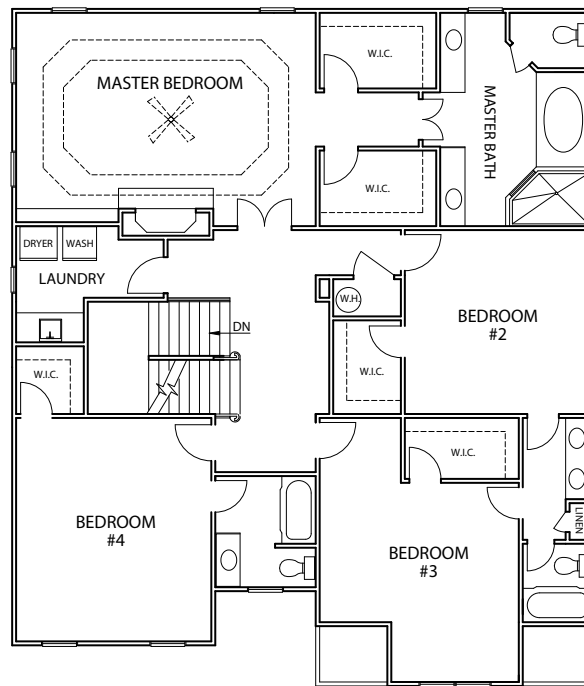 W.I.C.
MASTER BEDROOM
MASTER BATH
W.I.C.
DRYER
WASH
LAUNDRY
W.H.
BEDROOM
#2
DN
W.I.C.
W.I.C.
W.I.C.
BEDROOM
#4
LINEN
BEDROOM
#3